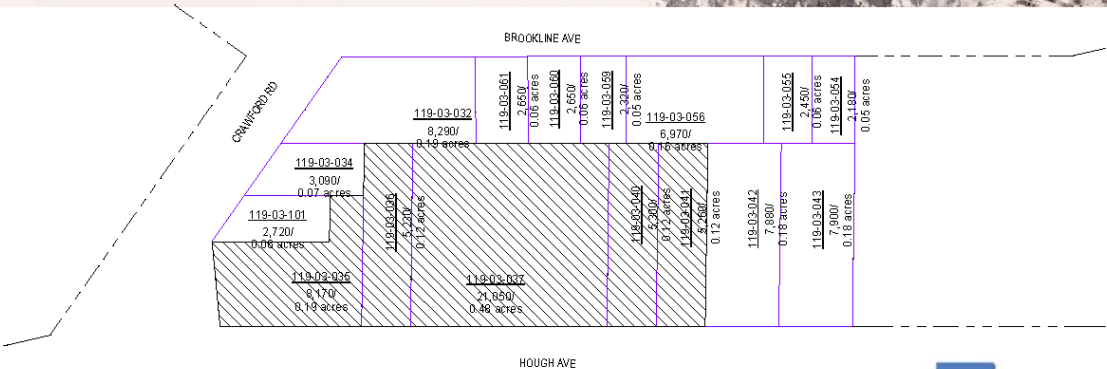 BROOKLINE AVE
CRAWFORD RD
119-03-032
8,290/
0.19 acres
119-03-061
2,650/
0.06 acres
119-03-060
2,650/
0.06 acres
119-03-059
2,320/
0.05 acres
119-03-056
6,970/
0.16 acres
119-03-055
2,450/
0.06 acres
119-03-054
2,180/
0.05 acres
119-03-034
3,090/
0.07 acres
119-03-101
2,720/
0.06 acres
119-03-035
8,170/
0.19 acres
119-03-036
5,230/
0.12 acres
119-03-037
21,050/
0.48 acres
119-03-040
5,300/
0.12 acres
119-03-041
5,260/
0.12 acres
119-03-042
7,880/
0.18 acres
119-03-043
7,900/
0.18 acres
HOUGH AVE